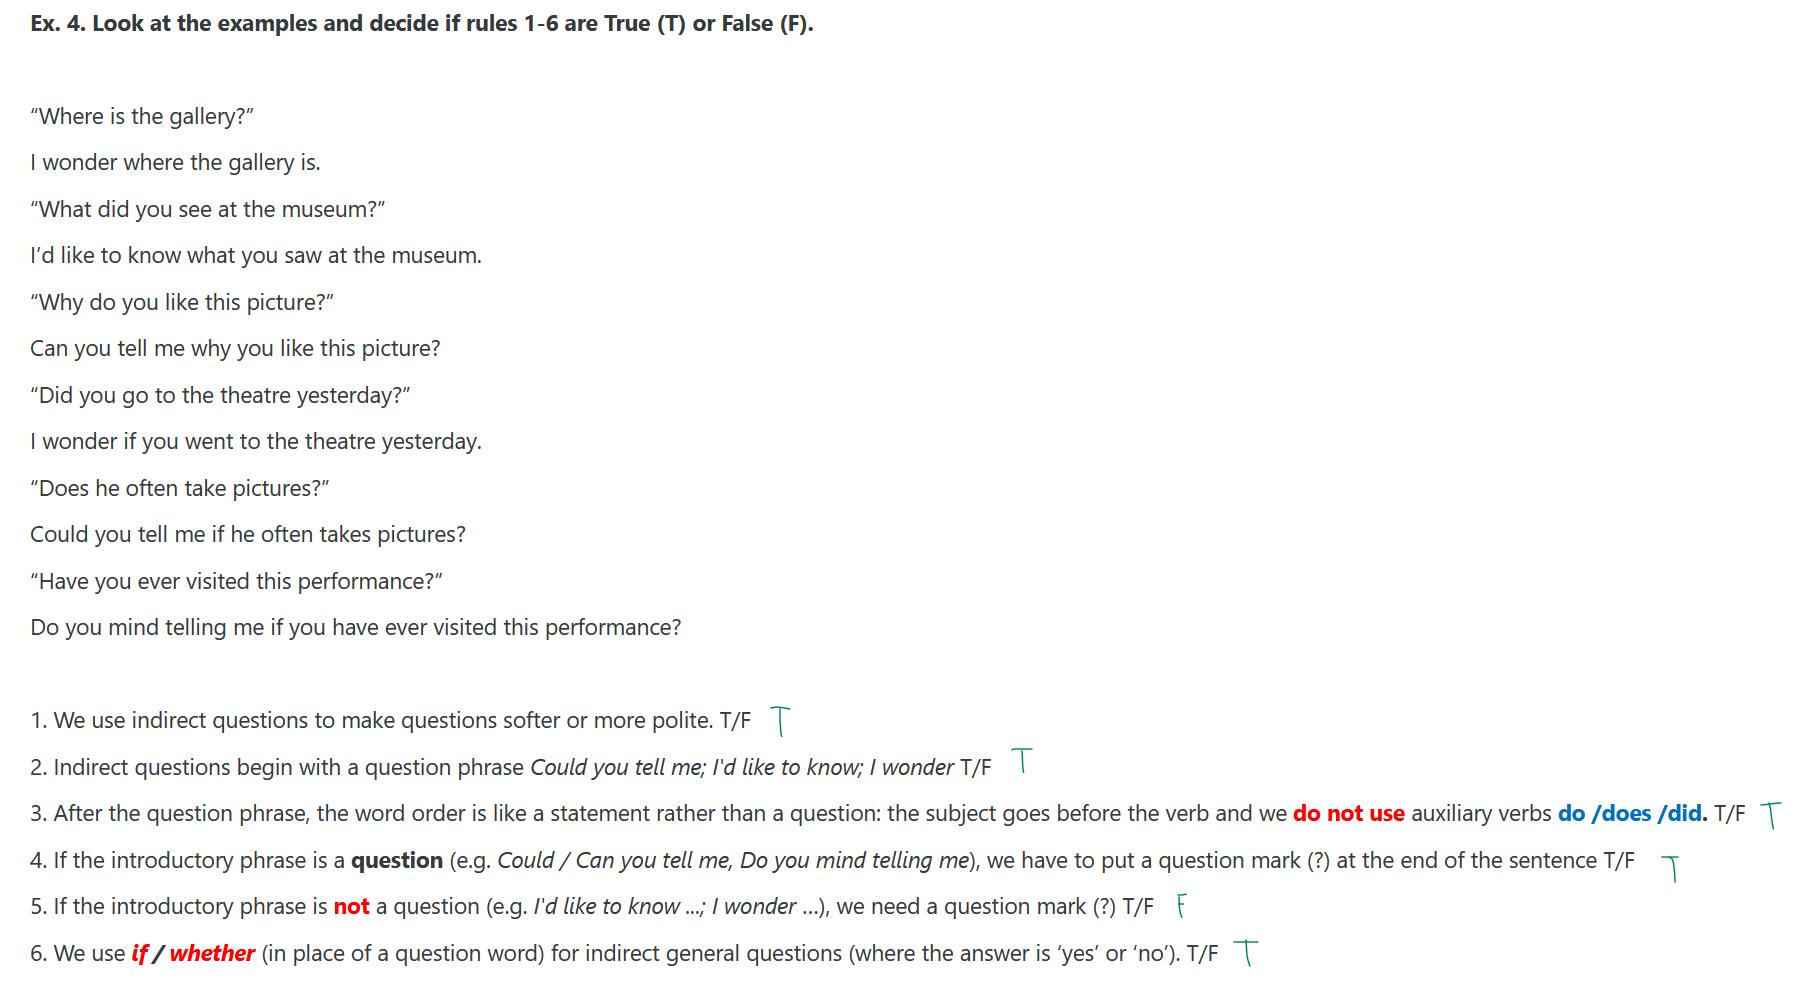 Ex. 4. Look at the examples and decide if rules 1-6 are True (T) or False (F).
“Where is the gallery?”
I wonder where the gallery is.
“What did you see at the museum?”
I’d like to know what you saw at the museum.
“Why do you like this picture?”
Can you tell me why you like this picture?
“Did you go to the theatre yesterday?”
I wonder if you went to the theatre yesterday.
“Does he often take pictures?”
Could you tell me if he often takes pictures?
“Have you ever visited this performance?”
Do you mind telling me if you have ever visited this performance?
1. We use indirect questions to make questions softer or more polite. T/F T
2. Indirect questions begin with a question phrase Could you tell me; I'd like to know; I wonder T/F T
3. After the question phrase, the word order is like a statement rather than a question: the subject goes before the verb and we do not use auxiliary verbs do /does /did. T/F T
4. If the introductory phrase is a question (e.g. Could / Can you tell me, Do you mind telling me), we have to put a question mark (?) at the end of the sentence T/F T
5. If the introductory phrase is not a question (e.g. I'd like to know ...; I wonder ...), we need a question mark (?) T/F F
6. We use if / whether (in place of a question word) for indirect general questions (where the answer is ‘yes’ or ‘no’). T/F T